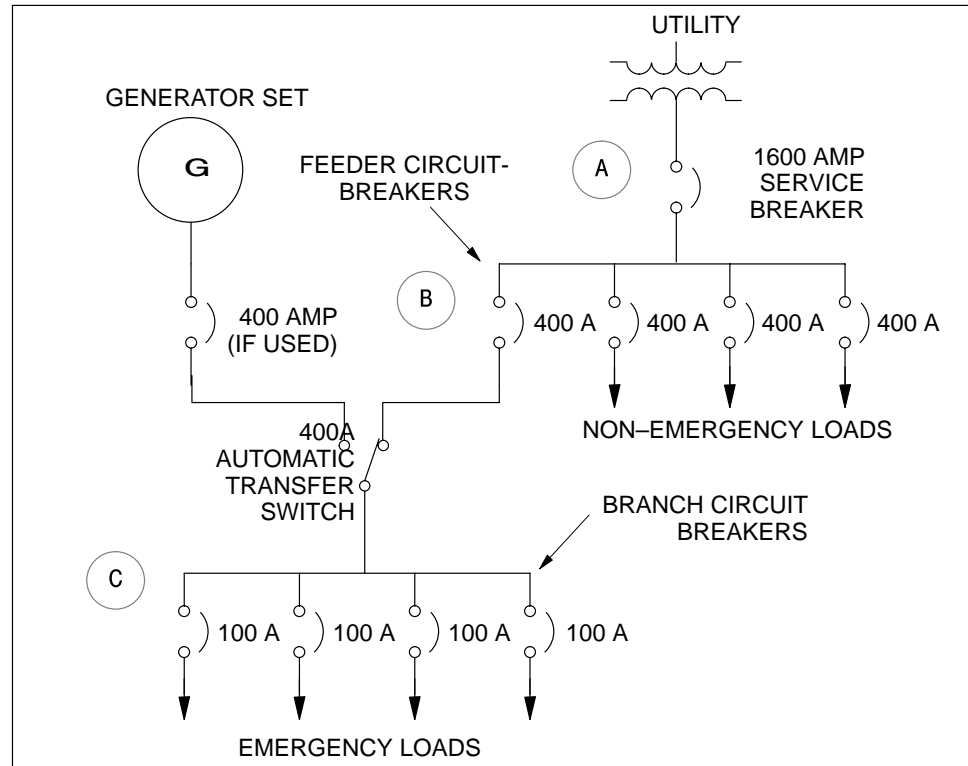 UTILITY
GENERATOR SET
G
FEEDER CIRCUIT-
BREAKERS
A
1600 AMP
SERVICE
BREAKER
B
400 AMP
(IF USED)
400 A
400 A
400 A
400 A
NON–EMERGENCY LOADS
400A
AUTOMATIC
TRANSFER
SWITCH
BRANCH CIRCUIT
BREAKERS
C
100 A
100 A
100 A
100 A
EMERGENCY LOADS